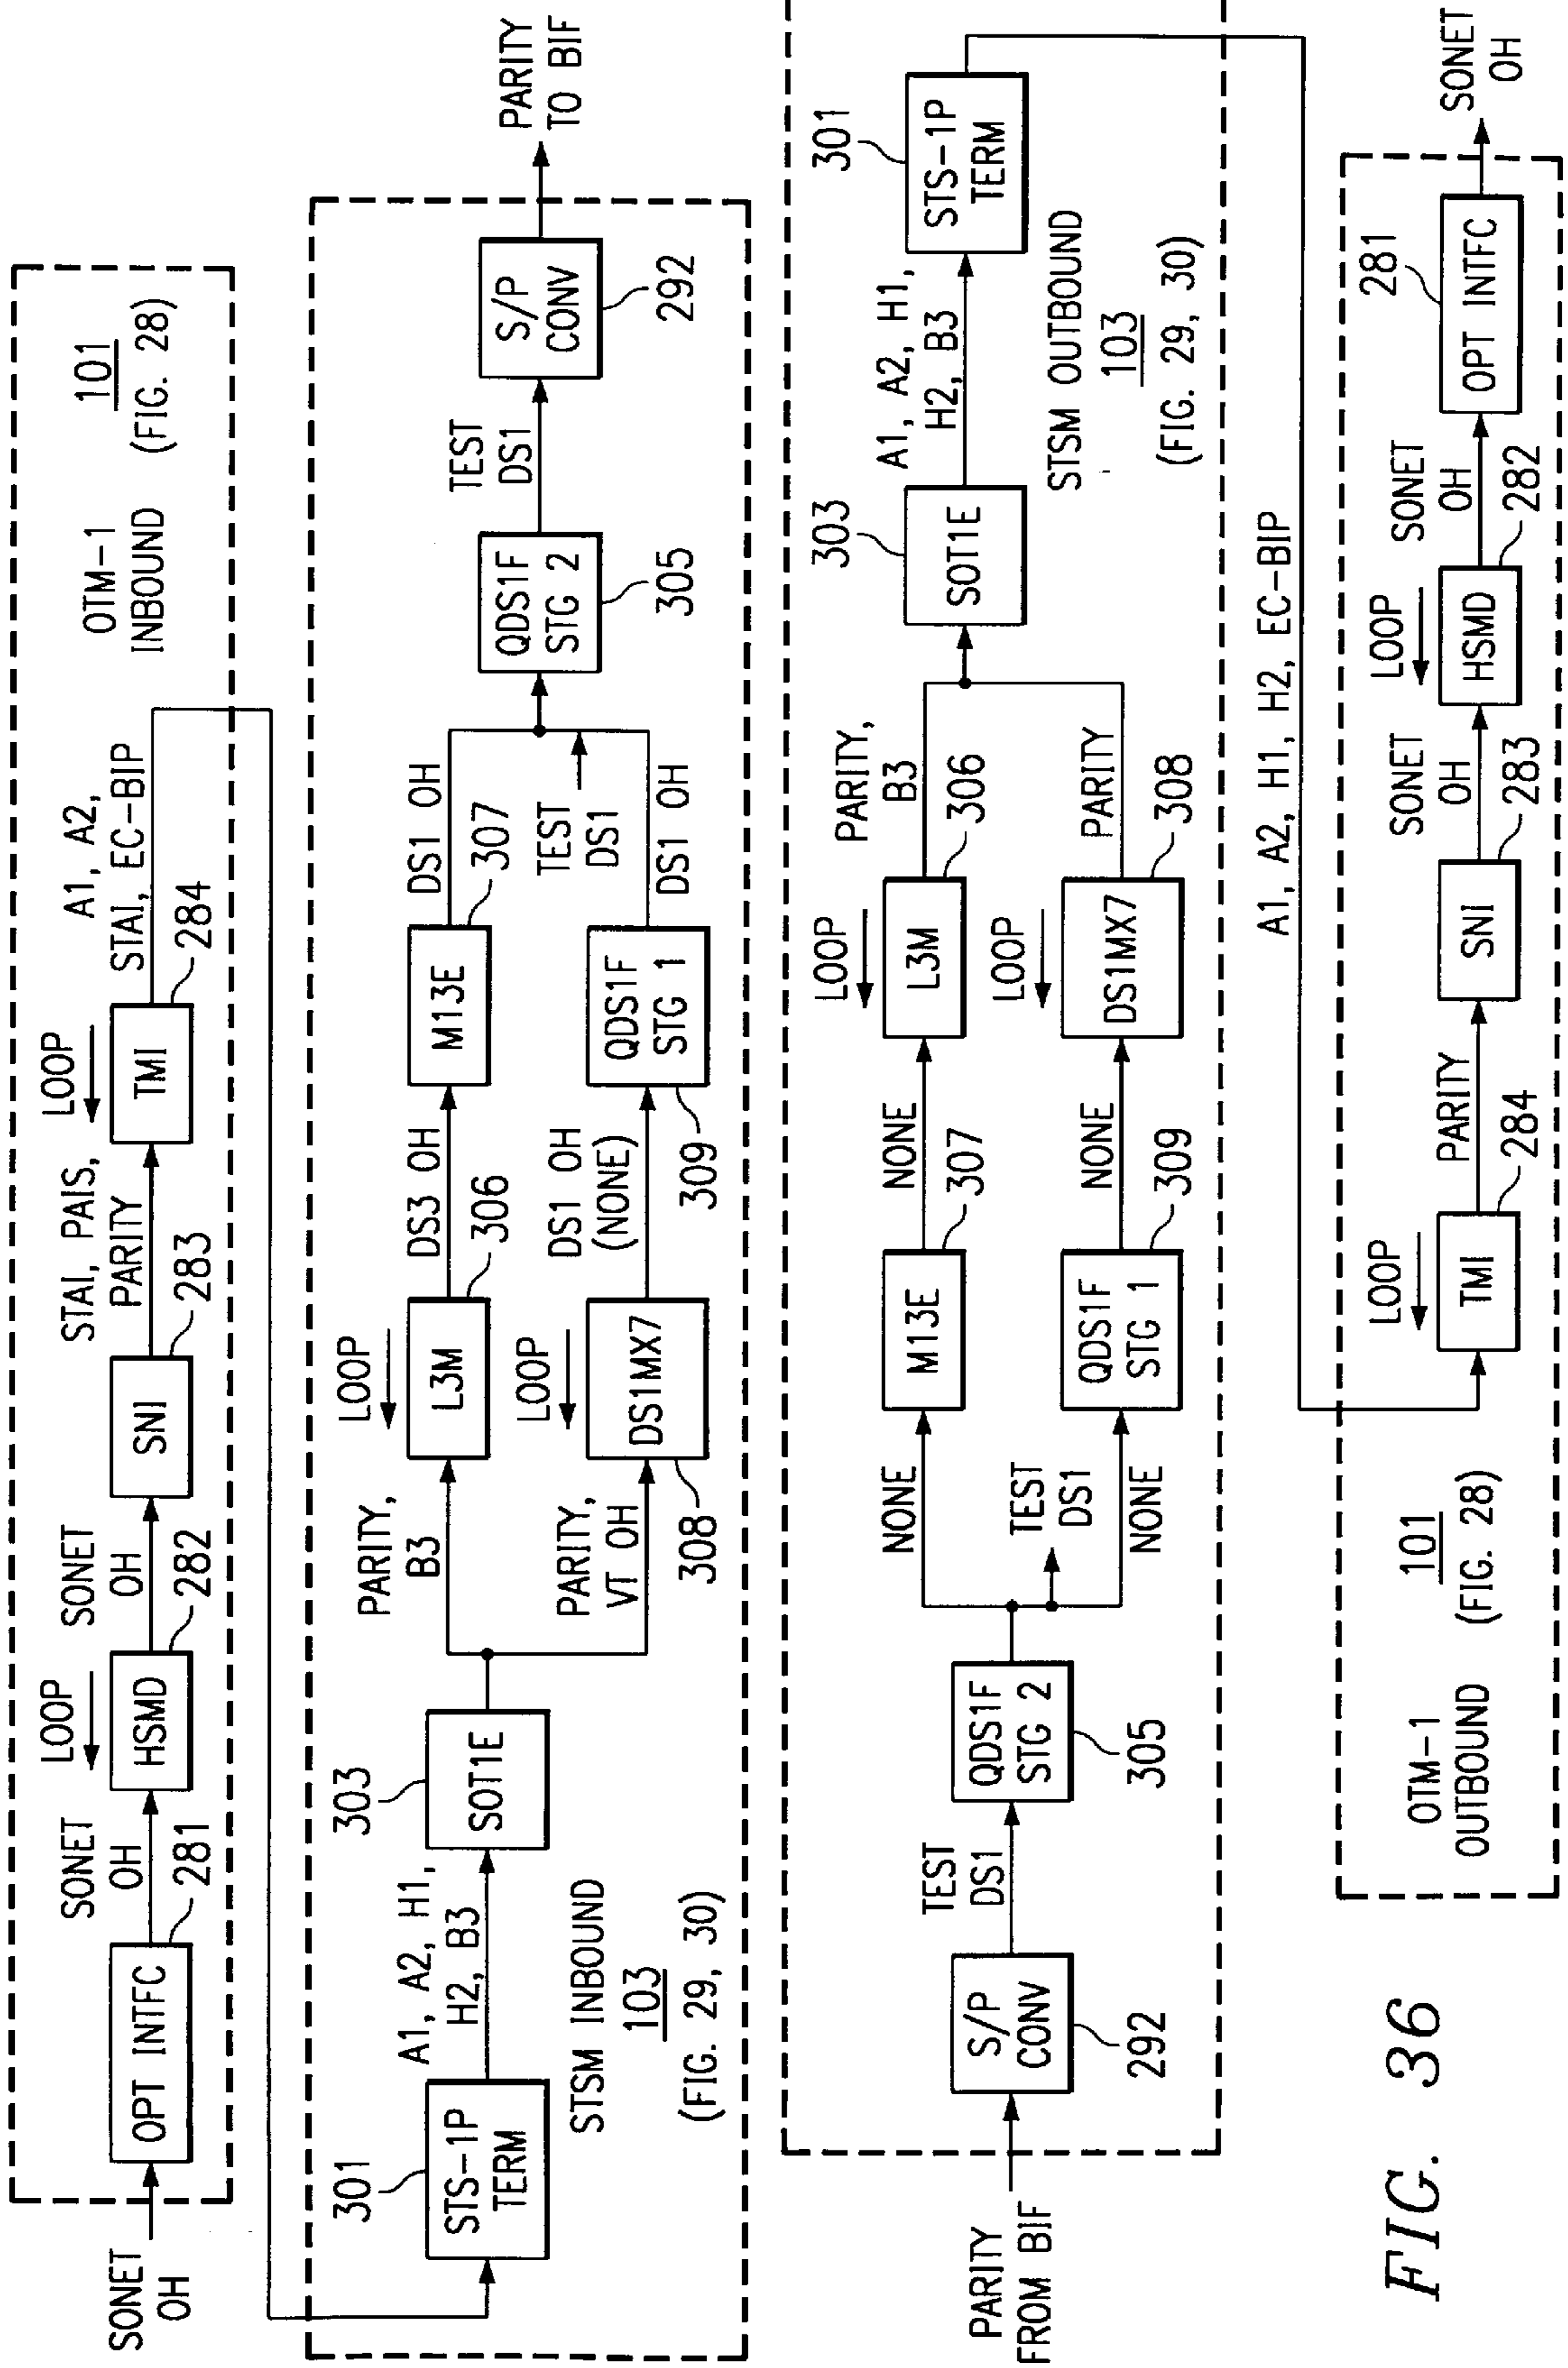 SONET
OH
OPT INTFC
281
SONET
OH
LOOP
HSMD
282
SONET
OH
SNI
283
STAI, PAIS,
PARITY
LOOP
TMI
284
A1, A2,
STAI, EC-BIP
OTM-1
INBOUND
101
(FIG. 28)
301
STS-1P
TERM
A1, A2, H1,
H2, B3
303
SOT1E
PARITY,
B3
LOOP
L3M
306
DS3 OH
M13E
307
DS1 OH
PARITY,
VT OH
LOOP
DS1MX7
308
DS1 OH
(NONE)
QDS1F
STG 1
309
DS1 OH
TEST
DS1
QDS1F
STG 2
305
TEST
DS1
S/P
CONV
292
PARITY
TO BIF
STSM INBOUND
103
(FIG. 29, 30)
PARITY
FROM BIF
S/P
CONV
292
TEST
DS1
QDS1F
STG 2
305
NONE
M13E
307
NONE
LOOP
L3M
306
PARITY,
B3
TEST
DS1
NONE
QDS1F
STG 1
309
NONE
LOOP
DS1MX7
308
PARITY
303
SOT1E
A1, A2, H1,
H2, B3
301
STS-1P
TERM
STSM OUTBOUND
103
(FIG. 29, 30)
A1, A2, H1, H2, EC-BIP
OTM-1
OUTBOUND
101
(FIG. 28)
LOOP
TMI
284
PARITY
SNI
283
SONET
OH
LOOP
HSMD
282
SONET
OH
OPT INTFC
281
SONET
OH
FIG. 36